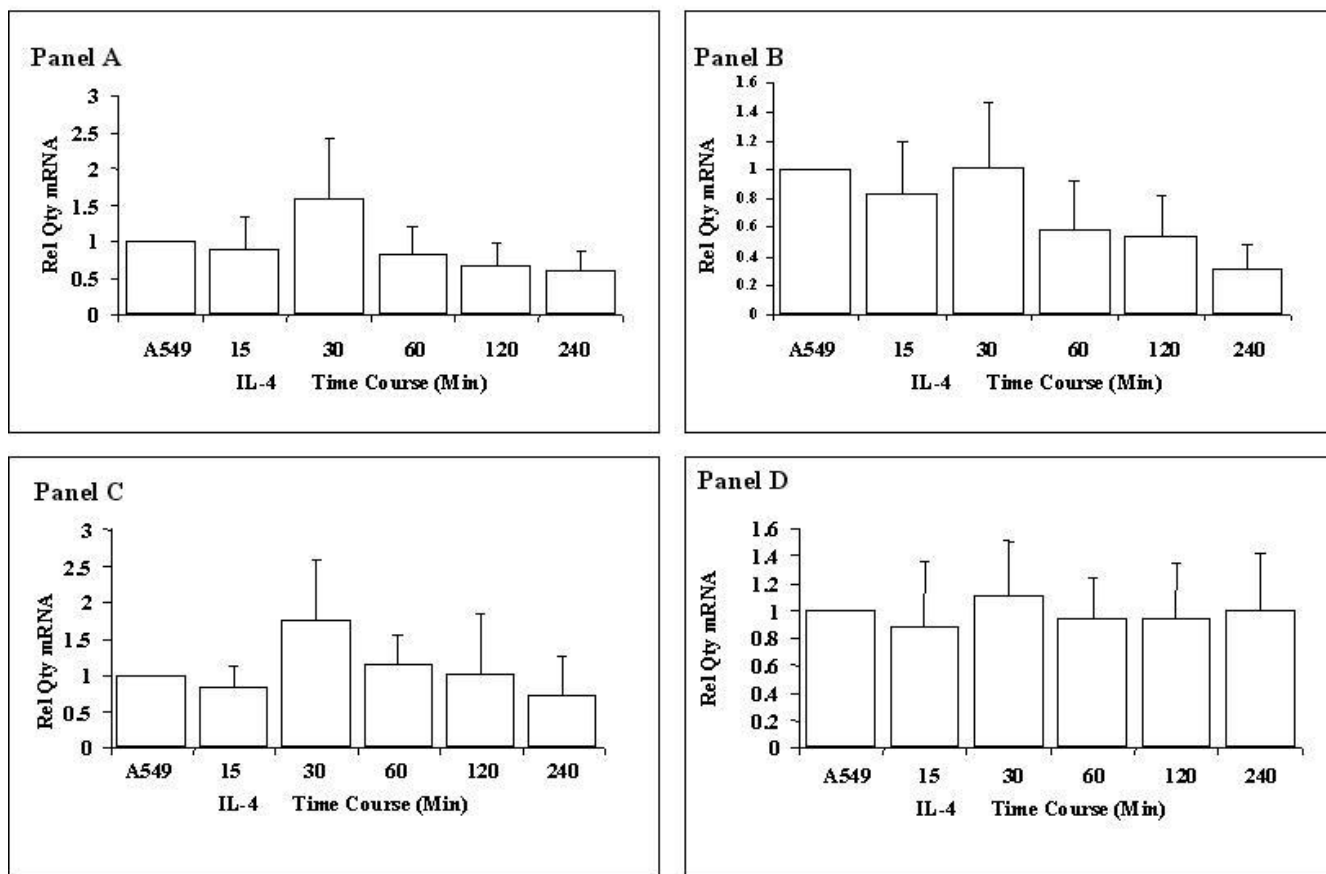 Panel A
3
2.5
2
1.5
1
0.5
0
Rel Qty mRNA
A549 15 30 60 120 240
IL-4 Time Course (Min)
Panel B
1.6
1.4
1.2
1
0.8
0.6
0.4
0.2
0
Rel Qty mRNA
A549 15 30 60 120 240
IL-4 Time Course (Min)
Panel C
3
2.5
2
1.5
1
0.5
0
Rel Qty mRNA
A549 15 30 60 120 240
IL-4 Time Course (Min)
Panel D
1.6
1.4
1.2
1
0.8
0.6
0.4
0.2
0
Rel Qty mRNA
A549 15 30 60 120 240
IL-4 Time Course (Min)